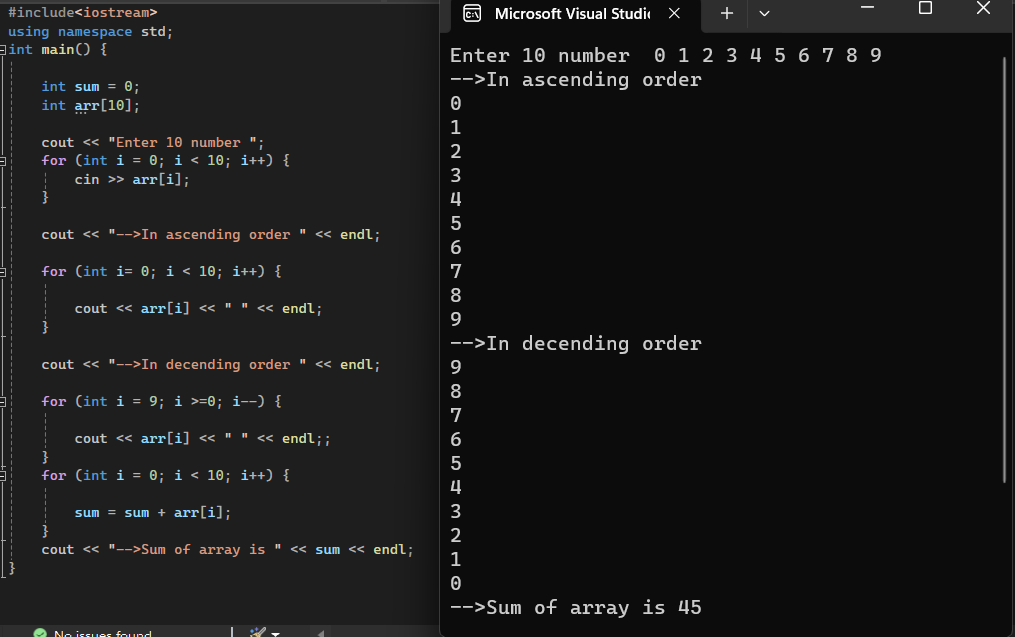 #include<iostream>
using namespace std;
int main() {
int sum = 0;
int arr[10];
cout << "Enter 10 number ";
for (int i = 0; i < 10; i++) {
cin >> arr[i];
}
cout << "-->In ascending order " << endl;
for (int i= 0; i < 10; i++) {
cout << arr[i] << " " << endl;
}
cout << "-->In decending order " << endl;
for (int i = 9; i >=0; i--) {
cout << arr[i] << " " << endl;;
}
for (int i = 0; i < 10; i++) {
sum = sum + arr[i];
}
cout << "-->Sum of array is " << sum << endl;
}
No issues found
Microsoft Visual Studi
Enter 10 number  0 1 2 3 4 5 6 7 8 9
-->In ascending order
0
1
2
3
4
5
6
7
8
9
-->In decending order
9
8
7
6
5
4
3
2
1
0
-->Sum of array is 45